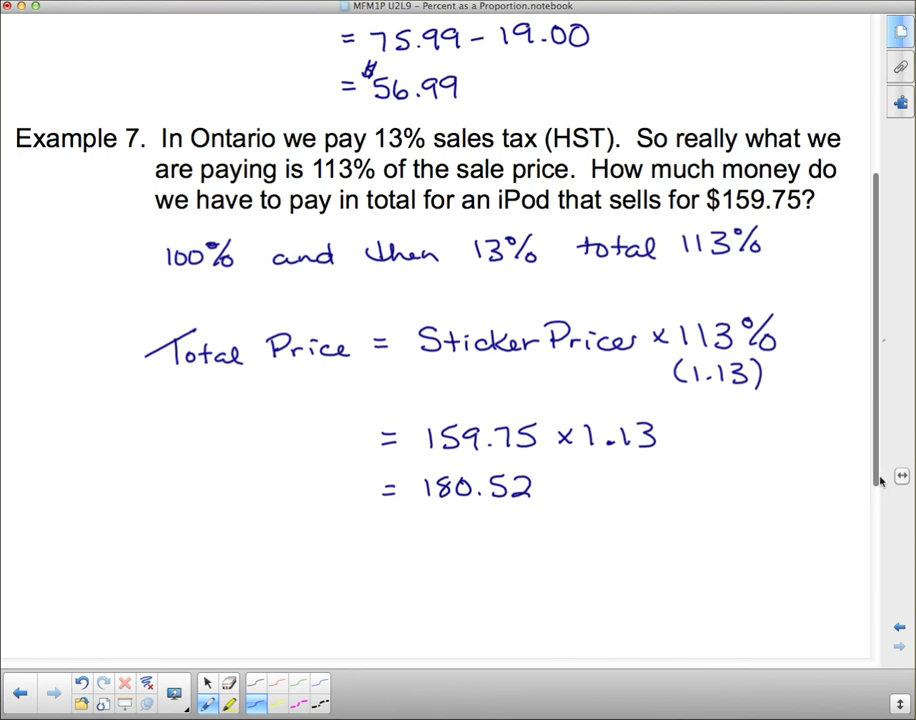 MFM1P U2L9 - Percent as a Proportion.notebook
= 75.99 - 19.00
= $56.99
Example 7. In Ontario we pay 13% sales tax (HST). So really what we
are paying is 113% of the sale price. How much money do
we have to pay in total for an iPod that sells for $159.75?
100% and then 13% total 113%
Total Price = Sticker Prices × 113%
(1.13)
= 159.75 × 1.13
= 180.52